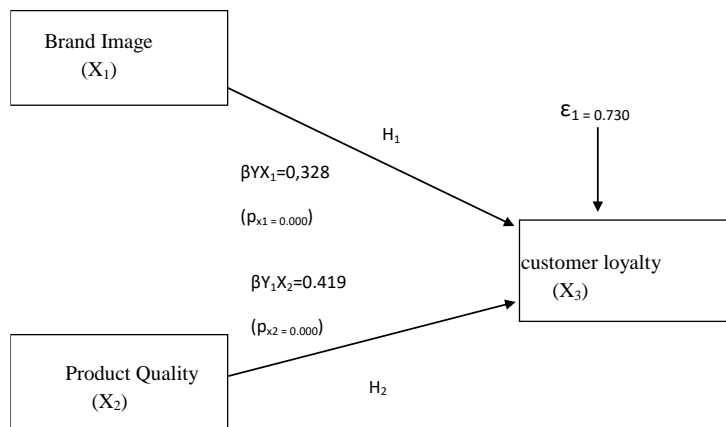 Brand Image
(X₁)
H₁
ε₁ = 0.730
βYX₁=0,328
(pₓ₁ = 0.000)
customer loyalty
(X₃)
βY₁X₂=0.419
(pₓ₂ = 0.000)
Product Quality
(X₂)
H₂